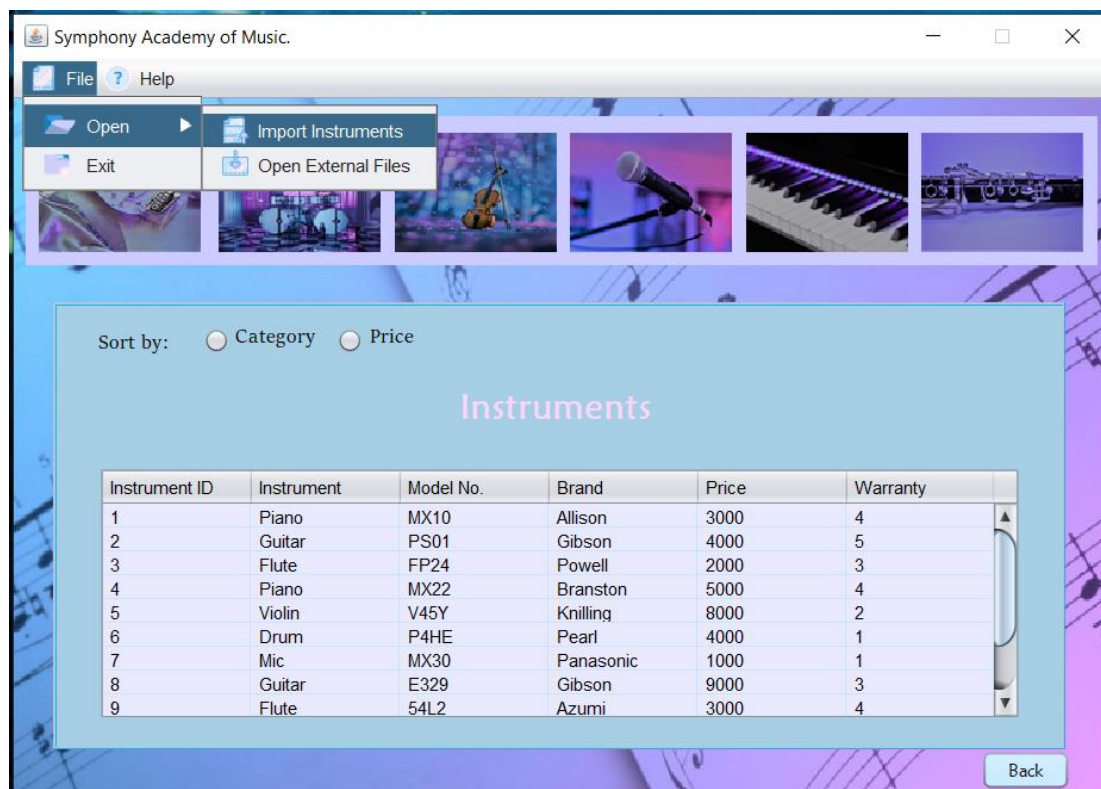 Symphony Academy of Music.
File ? Help
Open Import Instruments
Exit Open External Files
Sort by: Category Price
Instruments
Instrument ID Instrument Model No. Brand Price Warranty
1 Piano MX10 Allison 3000 4
2 Guitar PS01 Gibson 4000 5
3 Flute FP24 Powell 2000 3
4 Piano MX22 Branston 5000 4
5 Violin V45Y Knilling 8000 2
6 Drum P4HE Pearl 4000 1
7 Mic MX30 Panasonic 1000 1
8 Guitar E329 Gibson 9000 3
9 Flute 54L2 Azumi 3000 4
Back